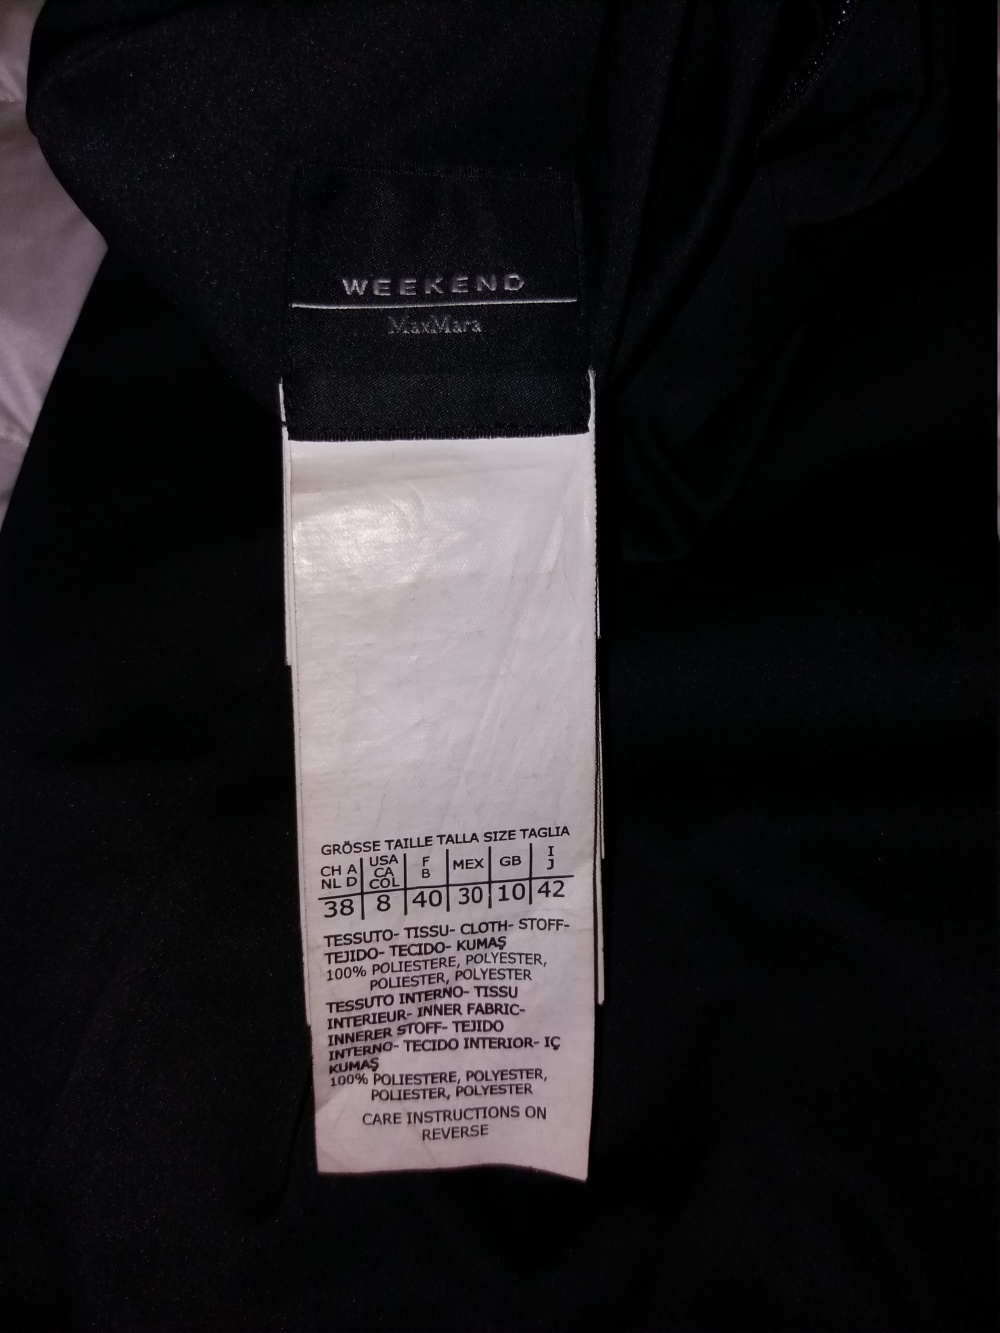 WEEKEND
MaxMara
GRÖSSE TAILLE TALLA SIZE TAGLIA
CH A NL D | USA CA COL | F B | MEX | GB | I J
38 | 8 | 40 | 30 | 10 | 42
TESSUTO- TISSU- CLOTH- STOFF-
TEJIDO- TECIDO- KUMAŞ
100% POLIESTERE, POLYESTER,
POLIESTER, POLYESTER
TESSUTO INTERNO- TISSU
INTERIEUR- INNER FABRIC-
INNERER STOFF- TEJIDO
INTERNO- TECIDO INTERIOR- IÇ
KUMAŞ
100% POLIESTERE, POLYESTER,
POLIESTER, POLYESTER
CARE INSTRUCTIONS ON
REVERSE